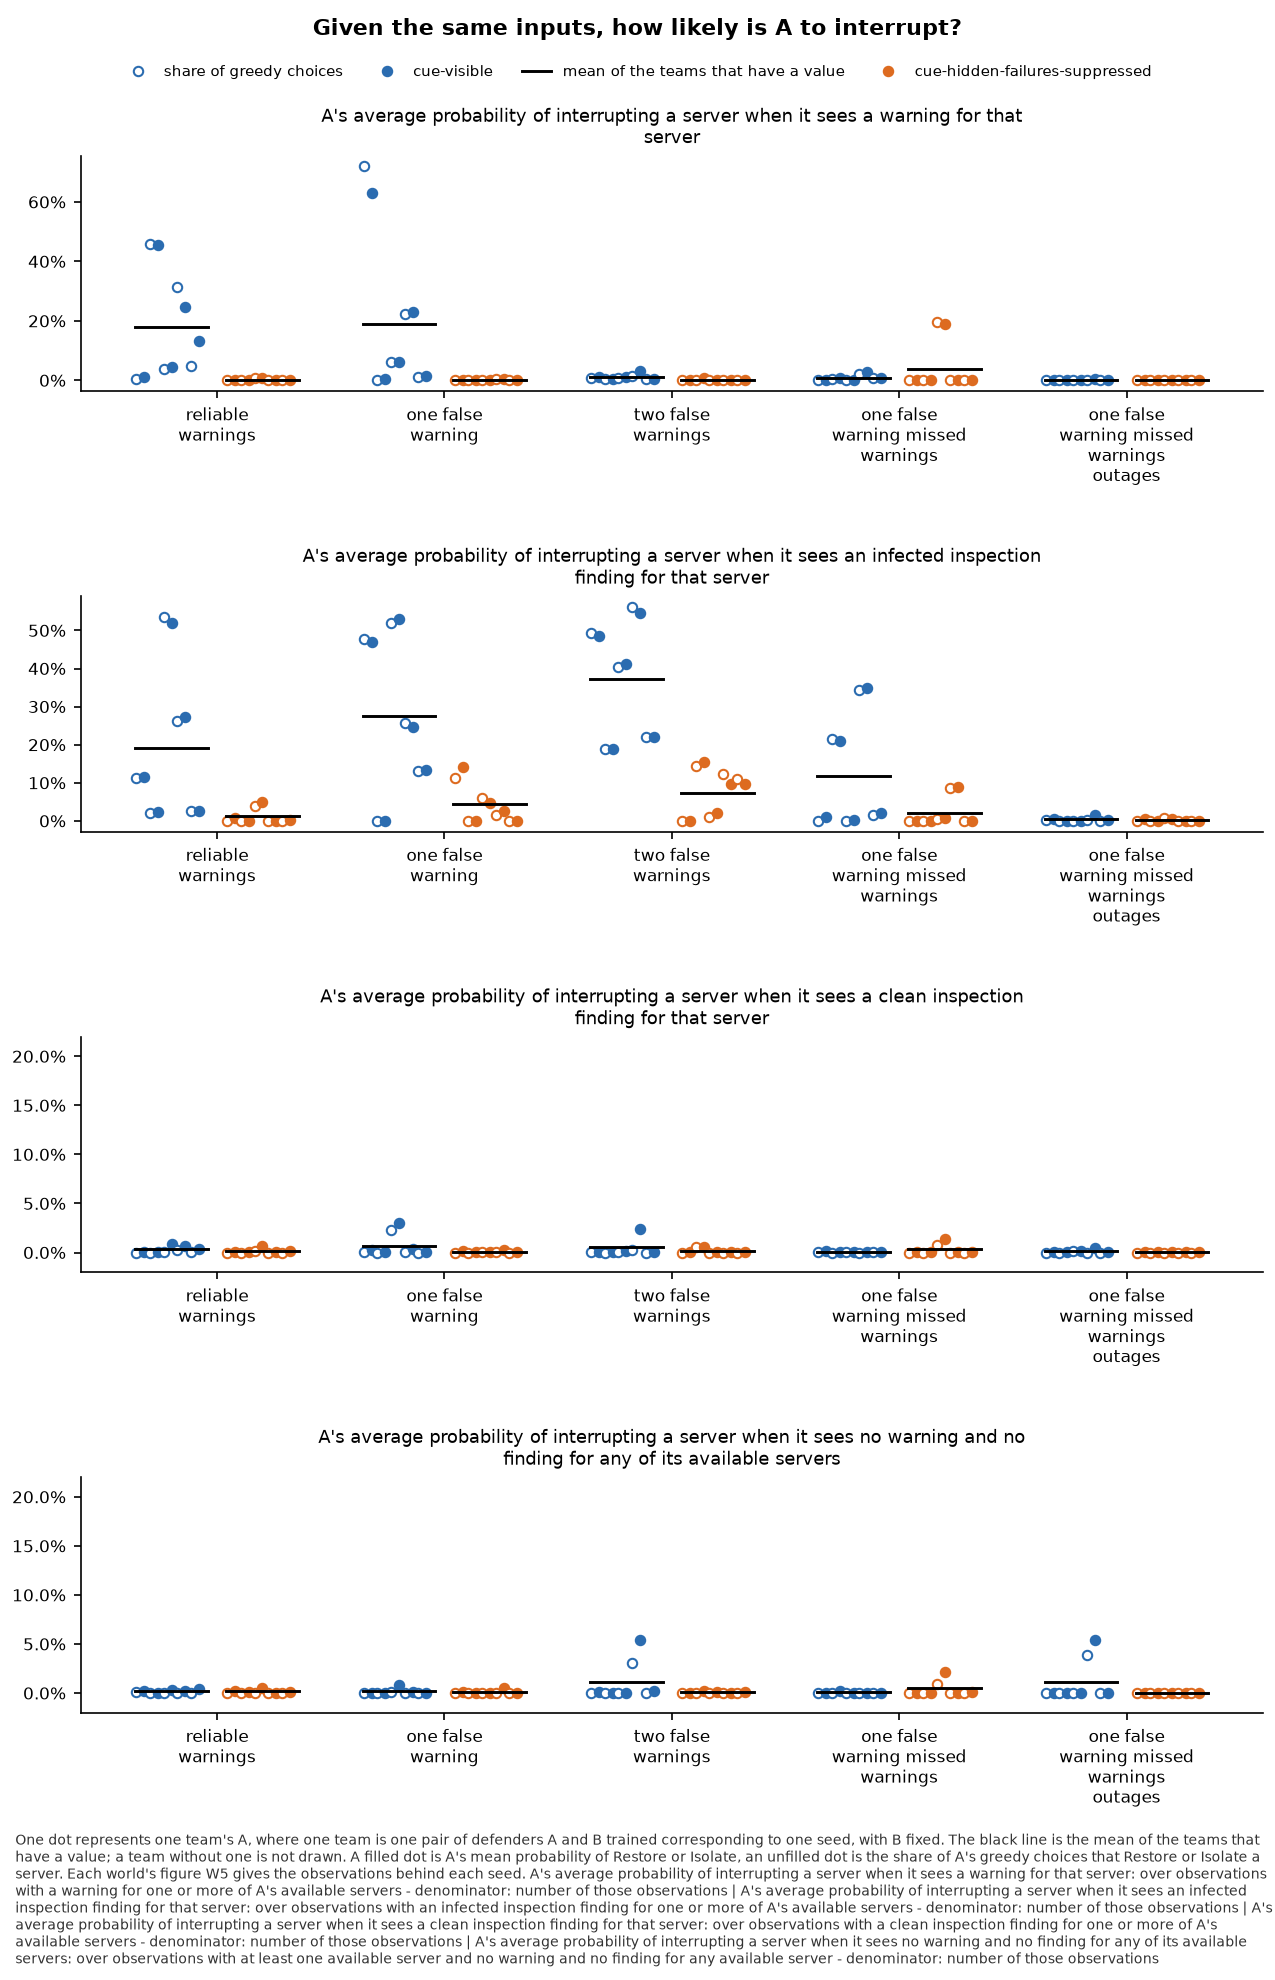 Given the same inputs, how likely is A to interrupt?
share of greedy choices
cue-visible
mean of the teams that have a value
cue-hidden-failures-suppressed
A's average probability of interrupting a server when it sees a warning for that
server
60%
40%
20%
0%
reliable
warnings
one false
warning
two false
warnings
one false
warning missed
warnings
one false
warning missed
warnings
outages
A's average probability of interrupting a server when it sees an infected inspection
finding for that server
50%
40%
30%
20%
10%
0%
reliable
warnings
one false
warning
two false
warnings
one false
warning missed
warnings
one false
warning missed
warnings
outages
A's average probability of interrupting a server when it sees a clean inspection
finding for that server
20.0%
15.0%
10.0%
5.0%
0.0%
reliable
warnings
one false
warning
two false
warnings
one false
warning missed
warnings
one false
warning missed
warnings
outages
A's average probability of interrupting a server when it sees no warning and no
finding for any of its available servers
20.0%
15.0%
10.0%
5.0%
0.0%
reliable
warnings
one false
warning
two false
warnings
one false
warning missed
warnings
one false
warning missed
warnings
outages
One dot represents one team's A, where one team is one pair of defenders A and B trained corresponding to one seed, with B fixed. The black line is the mean of the teams that
have a value; a team without one is not drawn. A filled dot is A's mean probability of Restore or Isolate, an unfilled dot is the share of A's greedy choices that Restore or Isolate a
server. Each world's figure W5 gives the observations behind each seed. A's average probability of interrupting a server when it sees a warning for that server: over observations
with a warning for one or more of A's available servers - denominator: number of those observations | A's average probability of interrupting a server when it sees an infected
inspection finding for that server: over observations with an infected inspection finding for one or more of A's available servers - denominator: number of those observations | A's
average probability of interrupting a server when it sees a clean inspection finding for that server: over observations with a clean inspection finding for one or more of A's
available servers - denominator: number of those observations | A's average probability of interrupting a server when it sees no warning and no finding for any of its available
servers: over observations with at least one available server and no warning and no finding for any available server - denominator: number of those observations